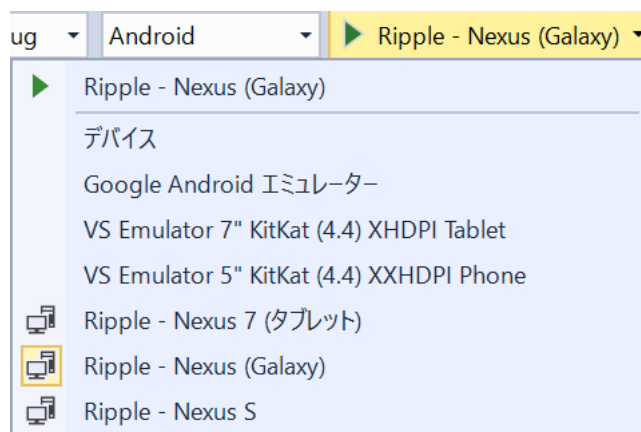 ug Android Ripple - Nexus (Galaxy)
Ripple - Nexus (Galaxy)
デバイス
Google Android エミュレーター
VS Emulator 7" KitKat (4.4) XHDPI Tablet
VS Emulator 5" KitKat (4.4) XXHDPI Phone
Ripple - Nexus 7 (タブレット)
Ripple - Nexus (Galaxy)
Ripple - Nexus S